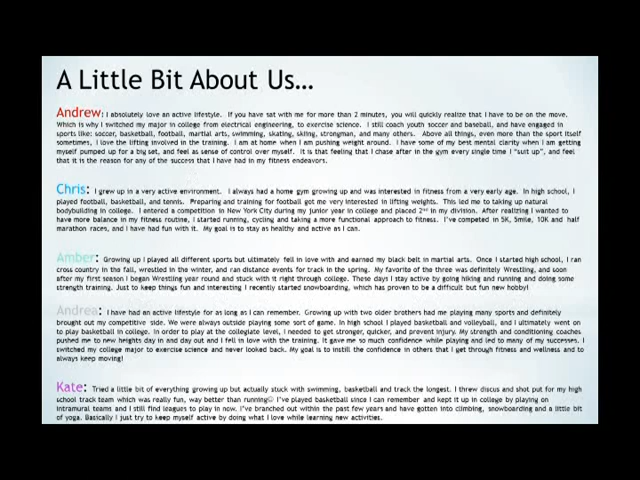 A Little Bit About Us...
Andrew: I absolutely love an active lifestyle. If you have sat with me for more than 2 minutes, you will quickly realize that I have to be on the move.
Which is why I switched my major in college from electrical engineering, to exercise science. I still coach youth soccer and baseball, and have engaged in
sports like: soccer, basketball, football, martial arts, swimming, skating, skiing, strongman, and many others. Above all things, even more than the sport itself
sometimes, I love the lifting involved in the training. I am at home when I am pushing weight around. I have some of my best mental clarity when I am getting
myself pumped up for a big set, and feel as sense of control over myself. It is that feeling that I chase after in the gym every single time I "suit up", and feel
that it is the reason for any of the success that I have had in my fitness endeavors.
Chris: I grew up in a very active environment. I always had a home gym growing up and was interested in fitness from a very early age. In high school, I
played football, basketball, and tennis. Preparing and training for football got me very interested in lifting weights. This led me to taking up natural
bodybuilding in college. I entered a competition in New York City during my junior year in college and placed 2nd in my division. After realizing I wanted to
have more balance in my fitness routine, I started running, cycling and taking a more functional approach to fitness. I've competed in 5K, 5mile, 10K and half
marathon races, and I have had fun with it. My goal is to stay as healthy and active as I can.
Amber: Growing up I played all different sports but ultimately fell in love with and earned my black belt in martial arts. Once I started high school, I ran
cross country in the fall, wrestled in the winter, and ran distance events for track in the spring. My favorite of the three was definitely Wrestling, and soon
after my first season I began Wrestling year round and stuck with it right through college. These days I stay active by going hiking and running and doing some
strength training. Just to keep things fun and interesting I recently started snowboarding, which has proven to be a difficult but fun new hobby!
Andrea: I have had an active lifestyle for as long as I can remember. Growing up with two older brothers had me playing many sports and definitely
brought out my competitive side. We were always outside playing some sort of game. In high school I played basketball and volleyball, and I ultimately went on
to play basketball in college. In order to play at the collegiate level, I needed to get stronger, quicker, and prevent injury. My strength and conditioning coaches
pushed me to new heights day in and day out and I fell in love with the training. It gave me so much confidence while playing and led to many of my successes. I
switched my college major to exercise science and never looked back. My goal is to instill the confidence in others that I get through fitness and wellness and to
always keep moving!
Kate: Tried a little bit of everything growing up but actually stuck with swimming, basketball and track the longest. I threw discus and shot put for my high
school track team which was really fun, way better than running☺ I've played basketball since I can remember and kept it up in college by playing on
intramural teams and I still find leagues to play in now. I've branched out within the past few years and have gotten into climbing, snowboarding and a little bit
of yoga. Basically I just try to keep myself active by doing what I love while learning new activities.